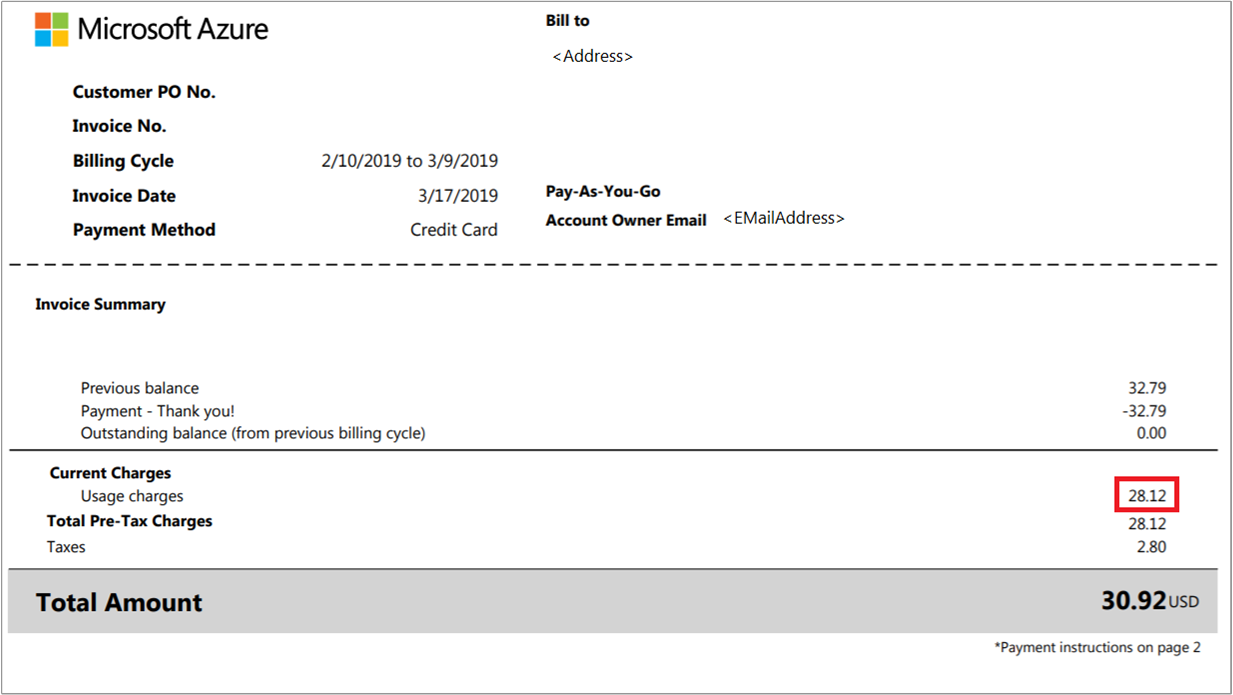 Microsoft Azure
Bill to
<Address>
Customer PO No.
Invoice No.
Billing Cycle 2/10/2019 to 3/9/2019
Invoice Date 3/17/2019
Payment Method Credit Card
Pay-As-You-Go
Account Owner Email <EMailAddress>
Invoice Summary
Previous balance 32.79
Payment - Thank you! -32.79
Outstanding balance (from previous billing cycle) 0.00
Current Charges
Usage charges 28.12
Total Pre-Tax Charges 28.12
Taxes 2.80
Total Amount 30.92 USD
*Payment instructions on page 2